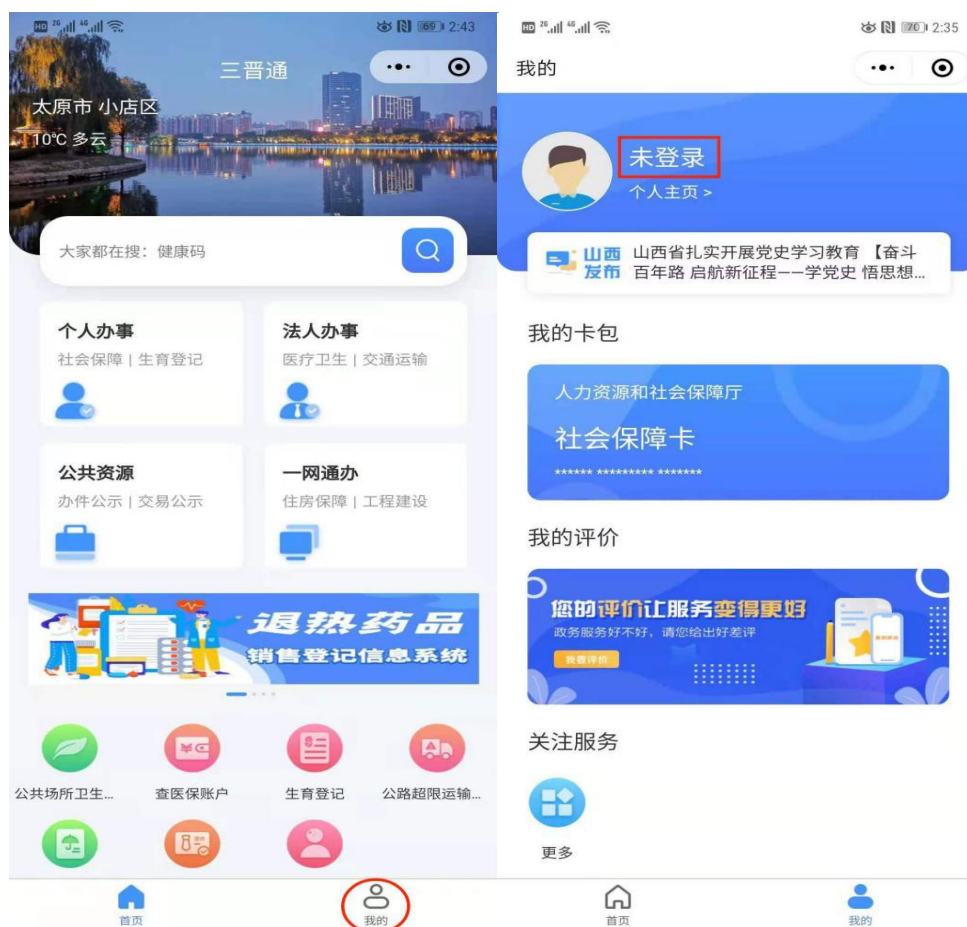 HD 26 46 69 2:43
三晋通
太原市 小店区
10℃ 多云
大家都在搜：健康码
个人办事
社会保障 | 生育登记
法人办事
医疗卫生 | 交通运输
公共资源
办件公示 | 交易公示
一网通办
住房保障 | 工程建设
退热药品
销售登记信息系统
公共场所卫生...
查医保账户
生育登记
公路超限运输...
首页
我的
HD 26 46 70 2:35
我的
未登录
个人主页 >
山西
发布
山西省扎实开展党史学习教育 【奋斗
百年路 启航新征程——学党史 悟思想...
我的卡包
人力资源和社会保障厅
社会保障卡
****** ********* *******
我的评价
您的评价让服务变得更好
政务服务好不好，请您给出好差评
我要评价
关注服务
更多
首页
我的